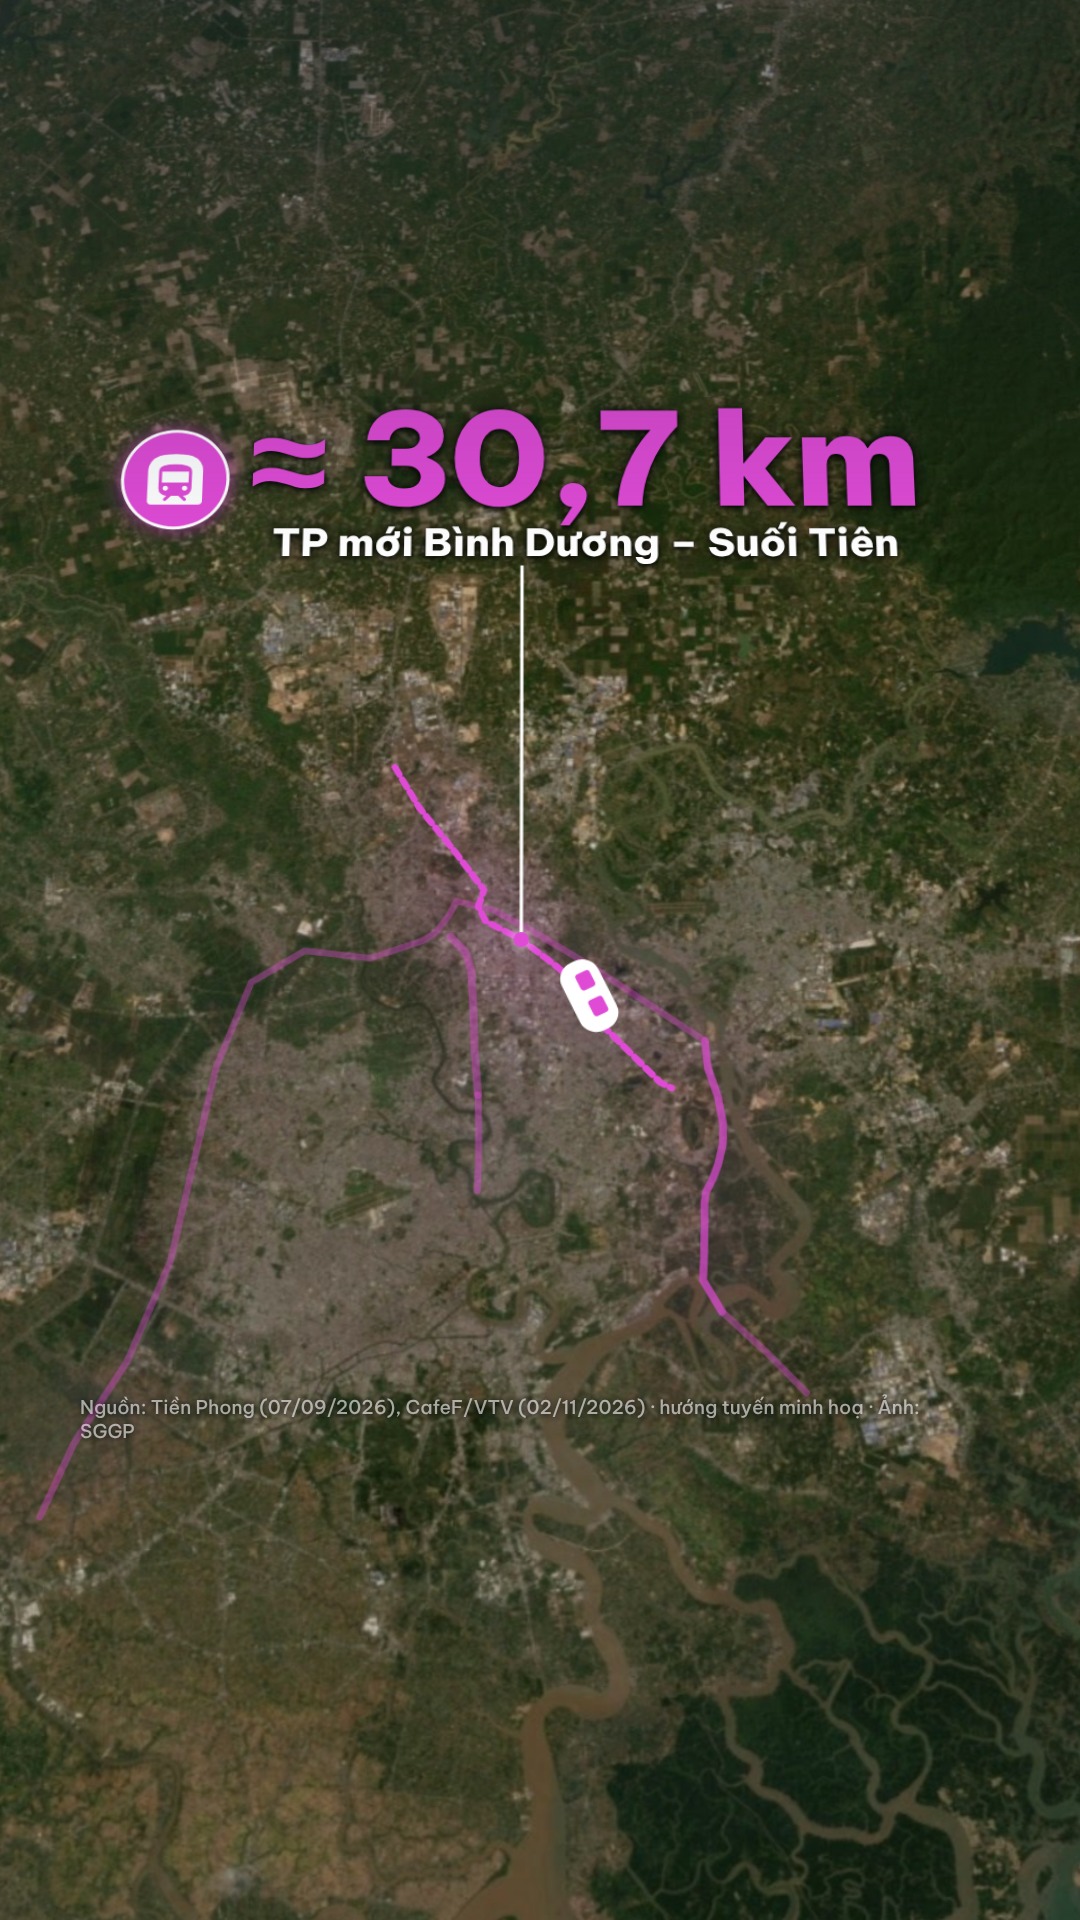 ≈ 30,7 km
TP mới Bình Dương – Suối Tiên
Nguồn: Tiền Phong (07/09/2026), CafeF/VTV (02/11/2026) · hướng tuyến minh hoạ · Ảnh:
SGGP